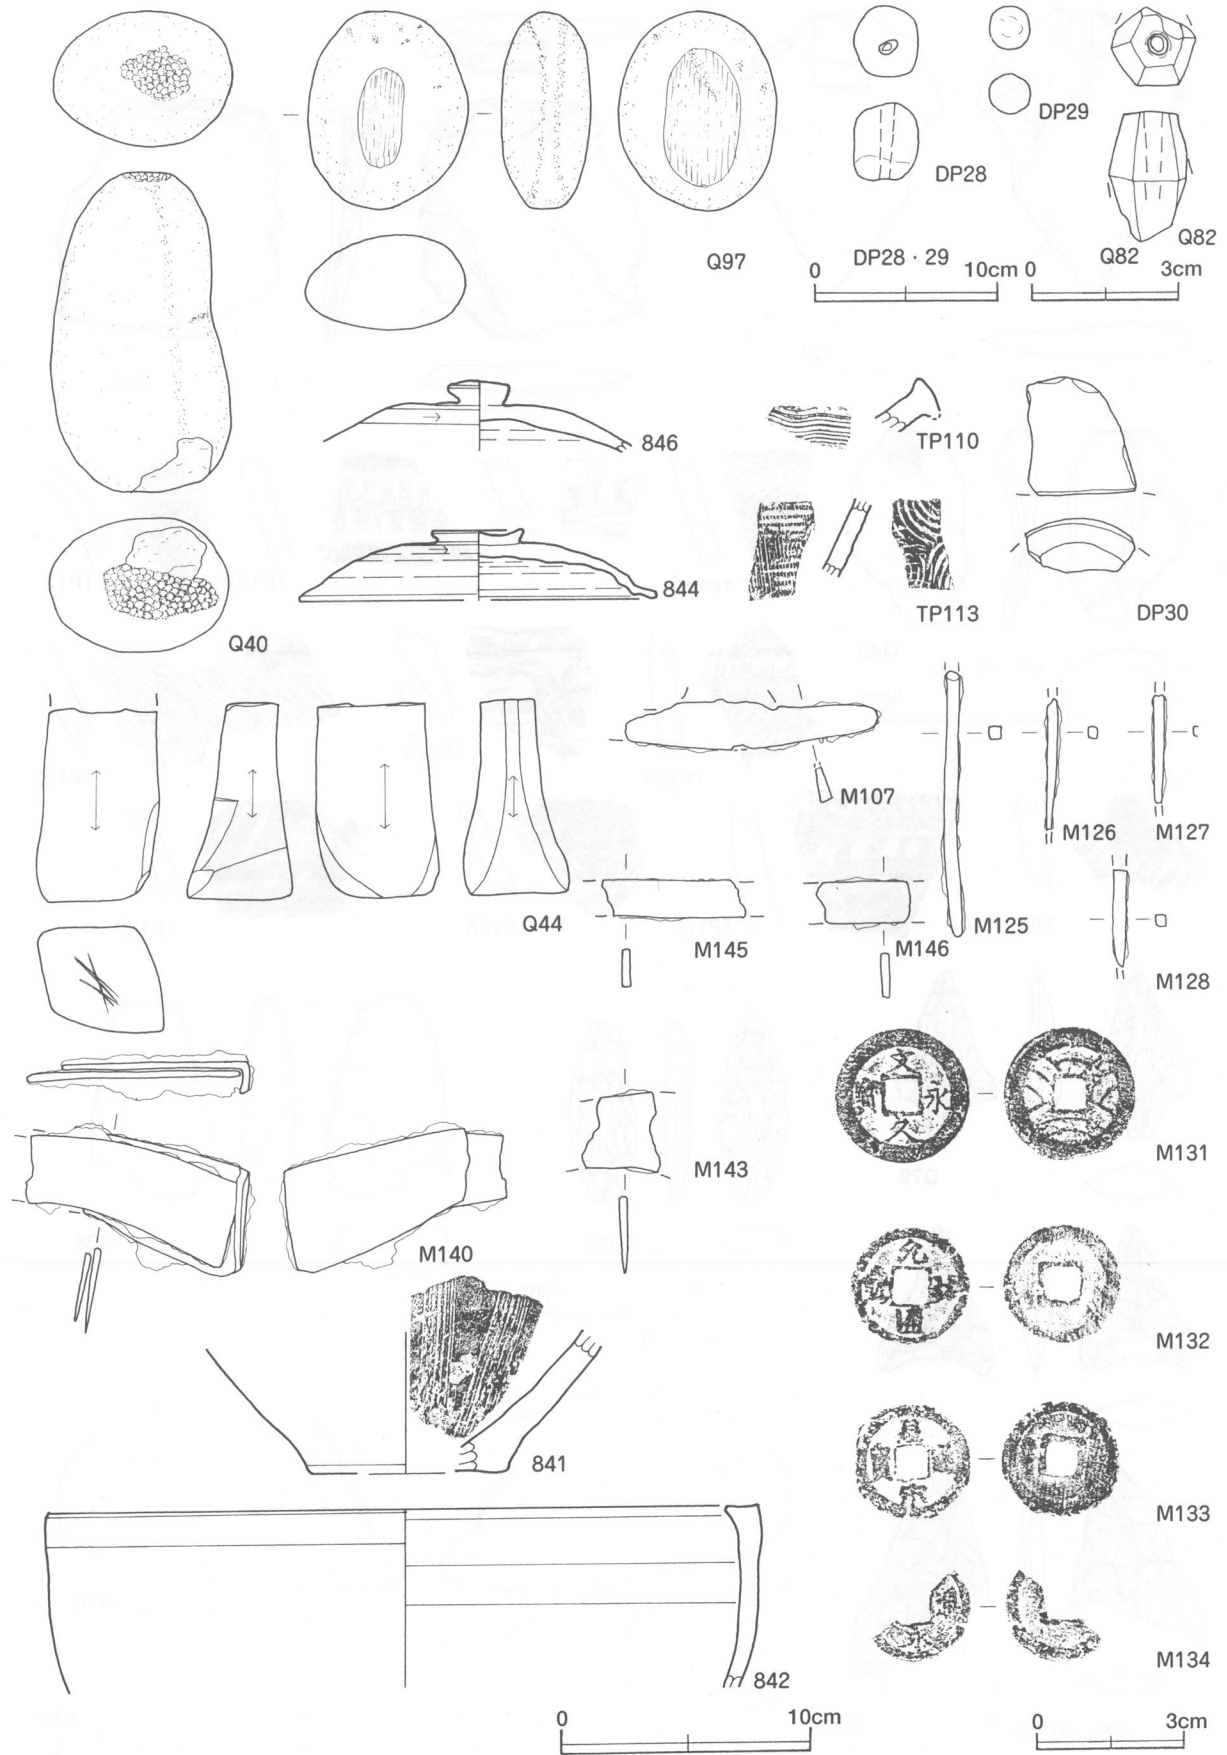 DP29
DP28
Q82
Q97
DP28・29
Q82
0 10cm
0 3cm
846
TP110
844
TP113
DP30
Q40
M107
M126
M127
Q44
M145
M146
M125
M128
文永久
M131
M140
M143
通
M132
841
M133
842
M134
0 10cm
0 3cm